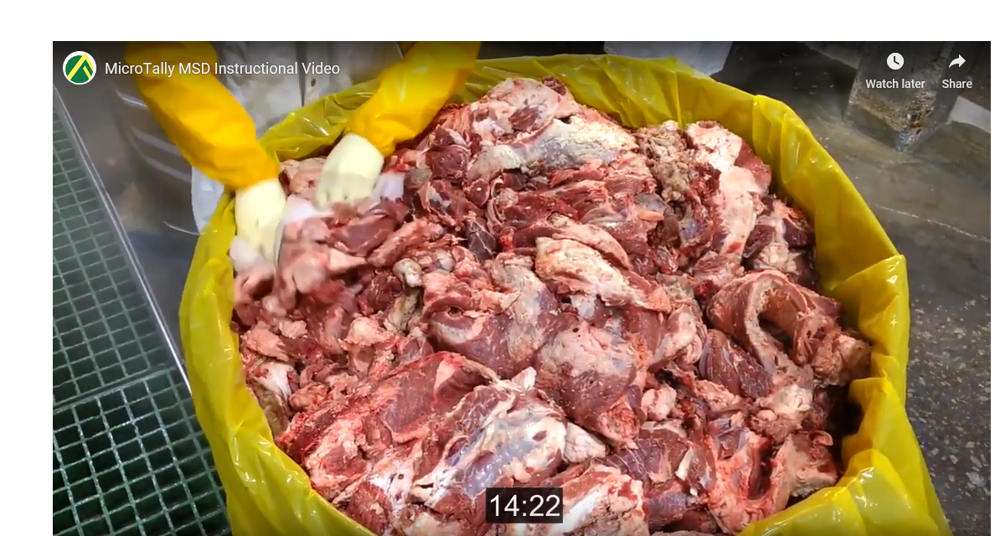 MicroTally MSD Instructional Video
Watch later
Share
14:22